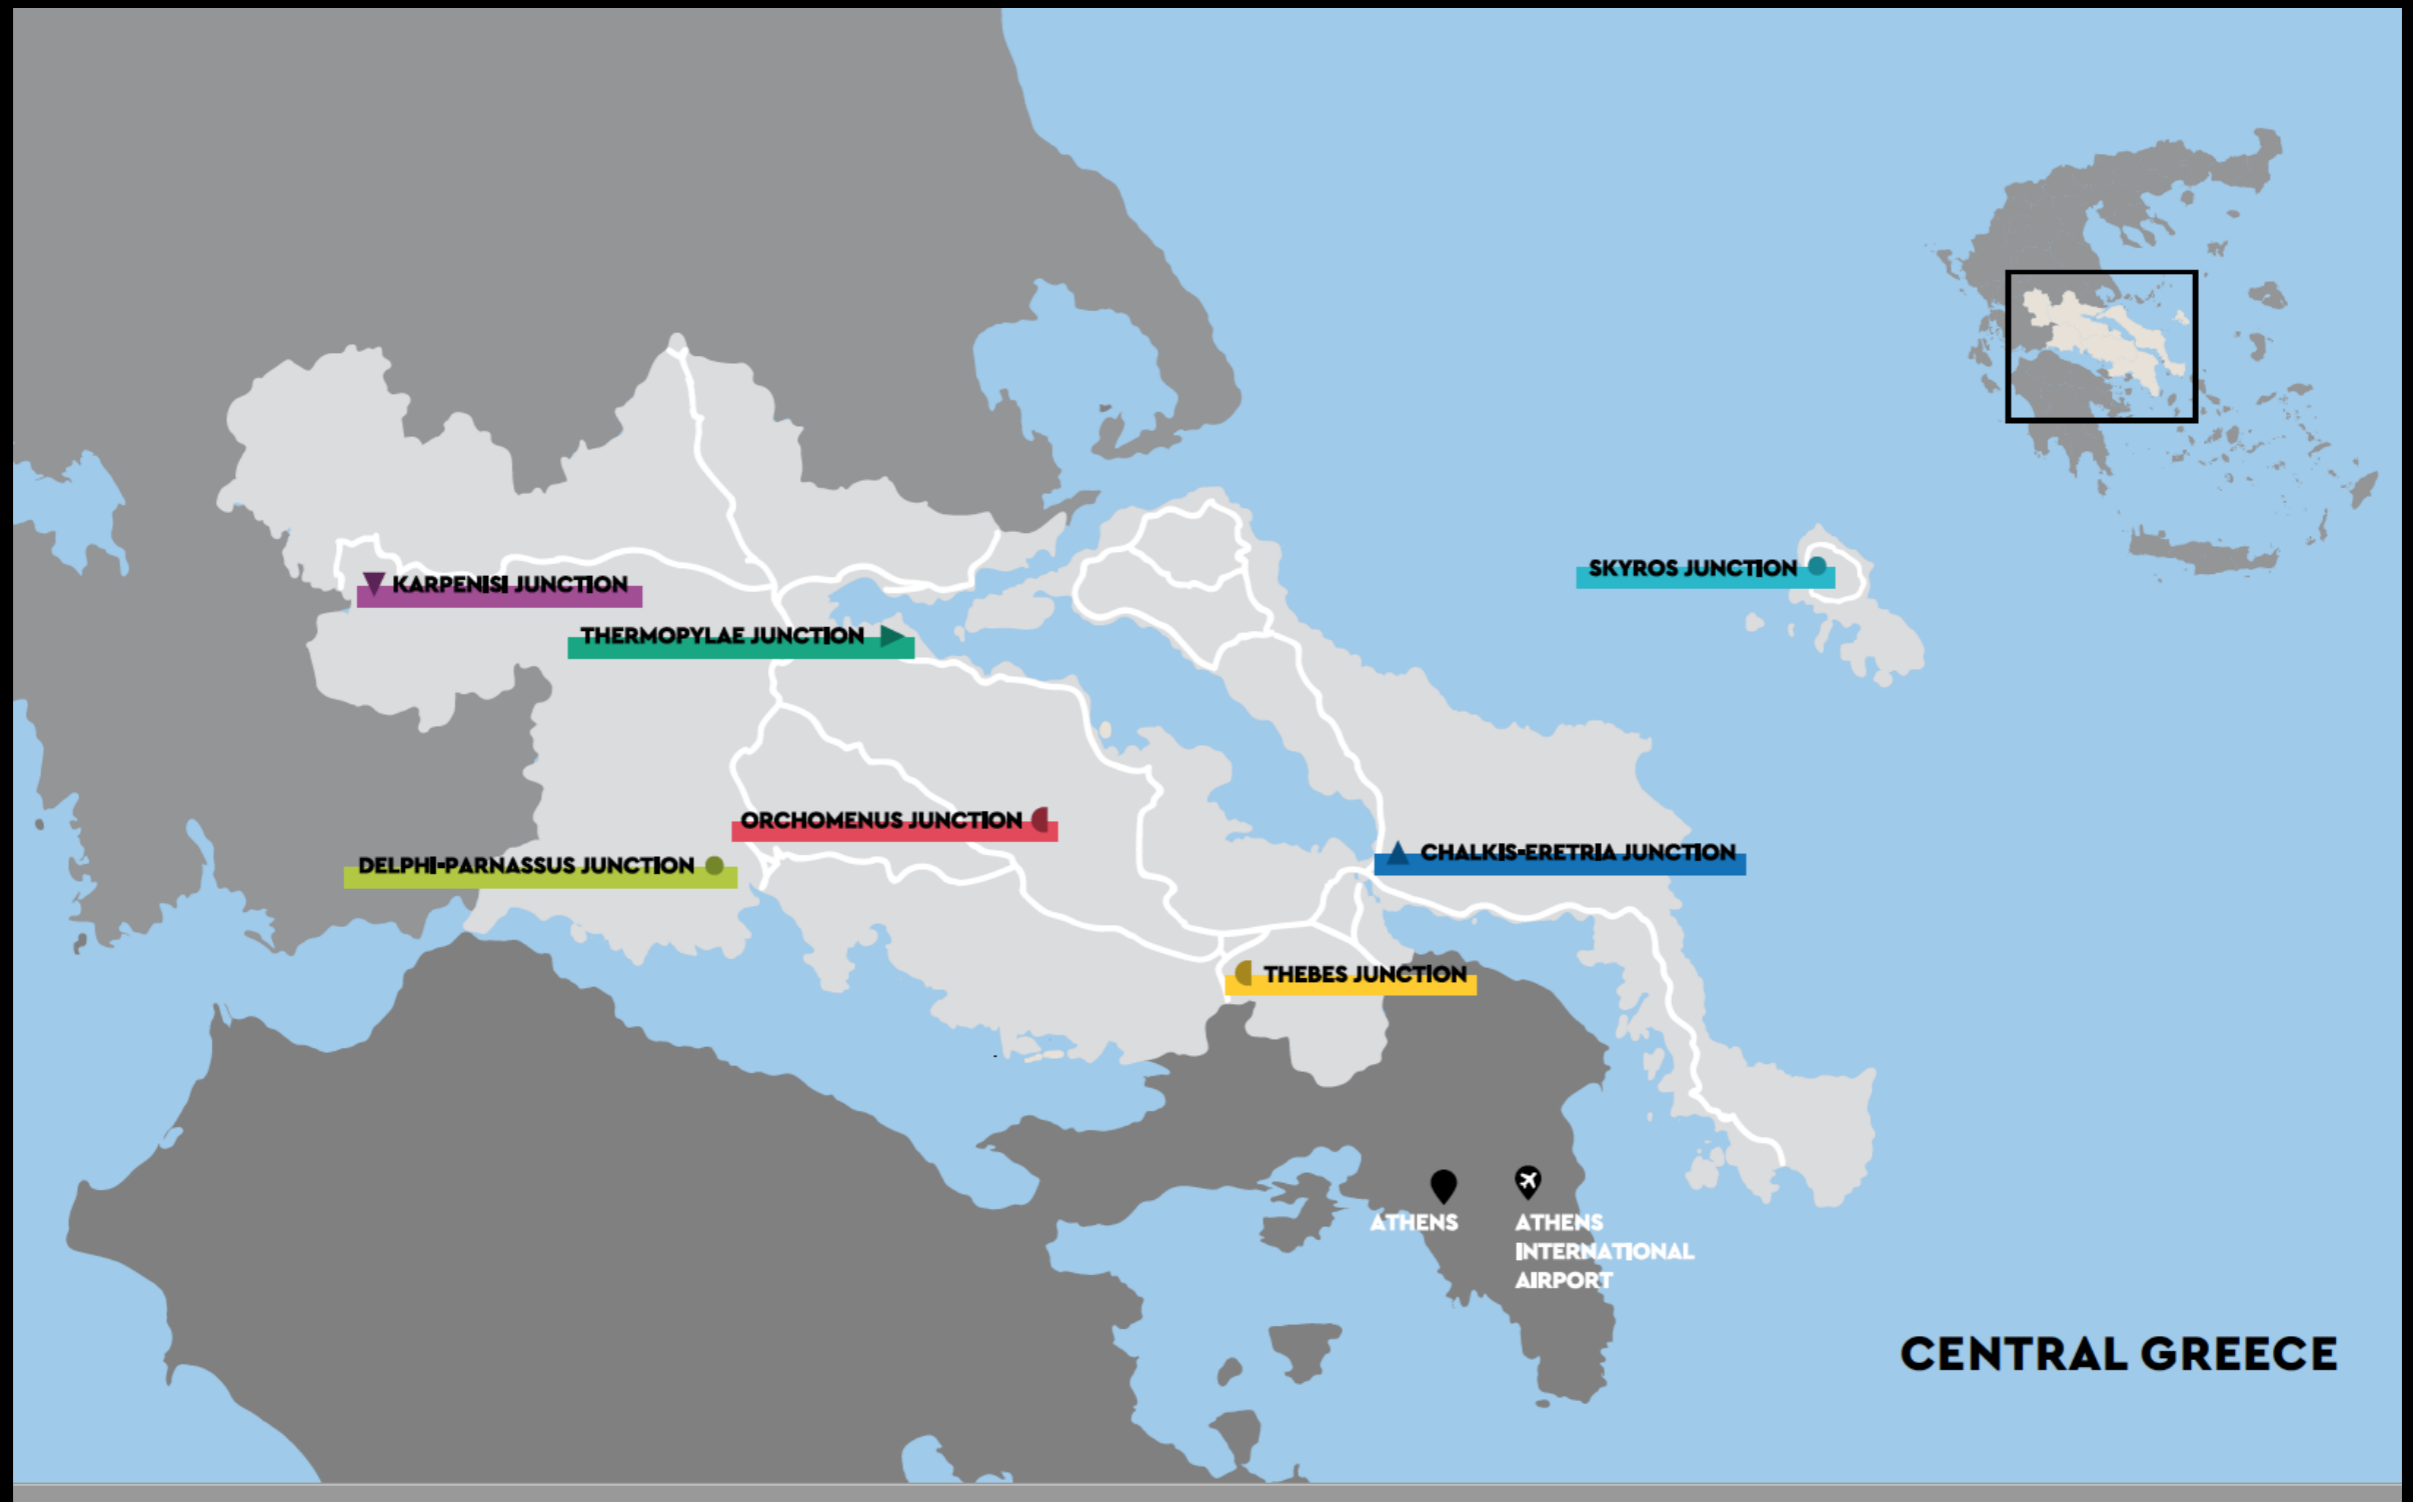 KARPENISI JUNCTION
SKYROS JUNCTION
THERMOPYLAE JUNCTION
ORCHOMENUS JUNCTION
DELPHI-PARNASSUS JUNCTION
CHALKIS-ERETRIA JUNCTION
THEBES JUNCTION
ATHENS
ATHENS
INTERNATIONAL
AIRPORT
CENTRAL GREECE